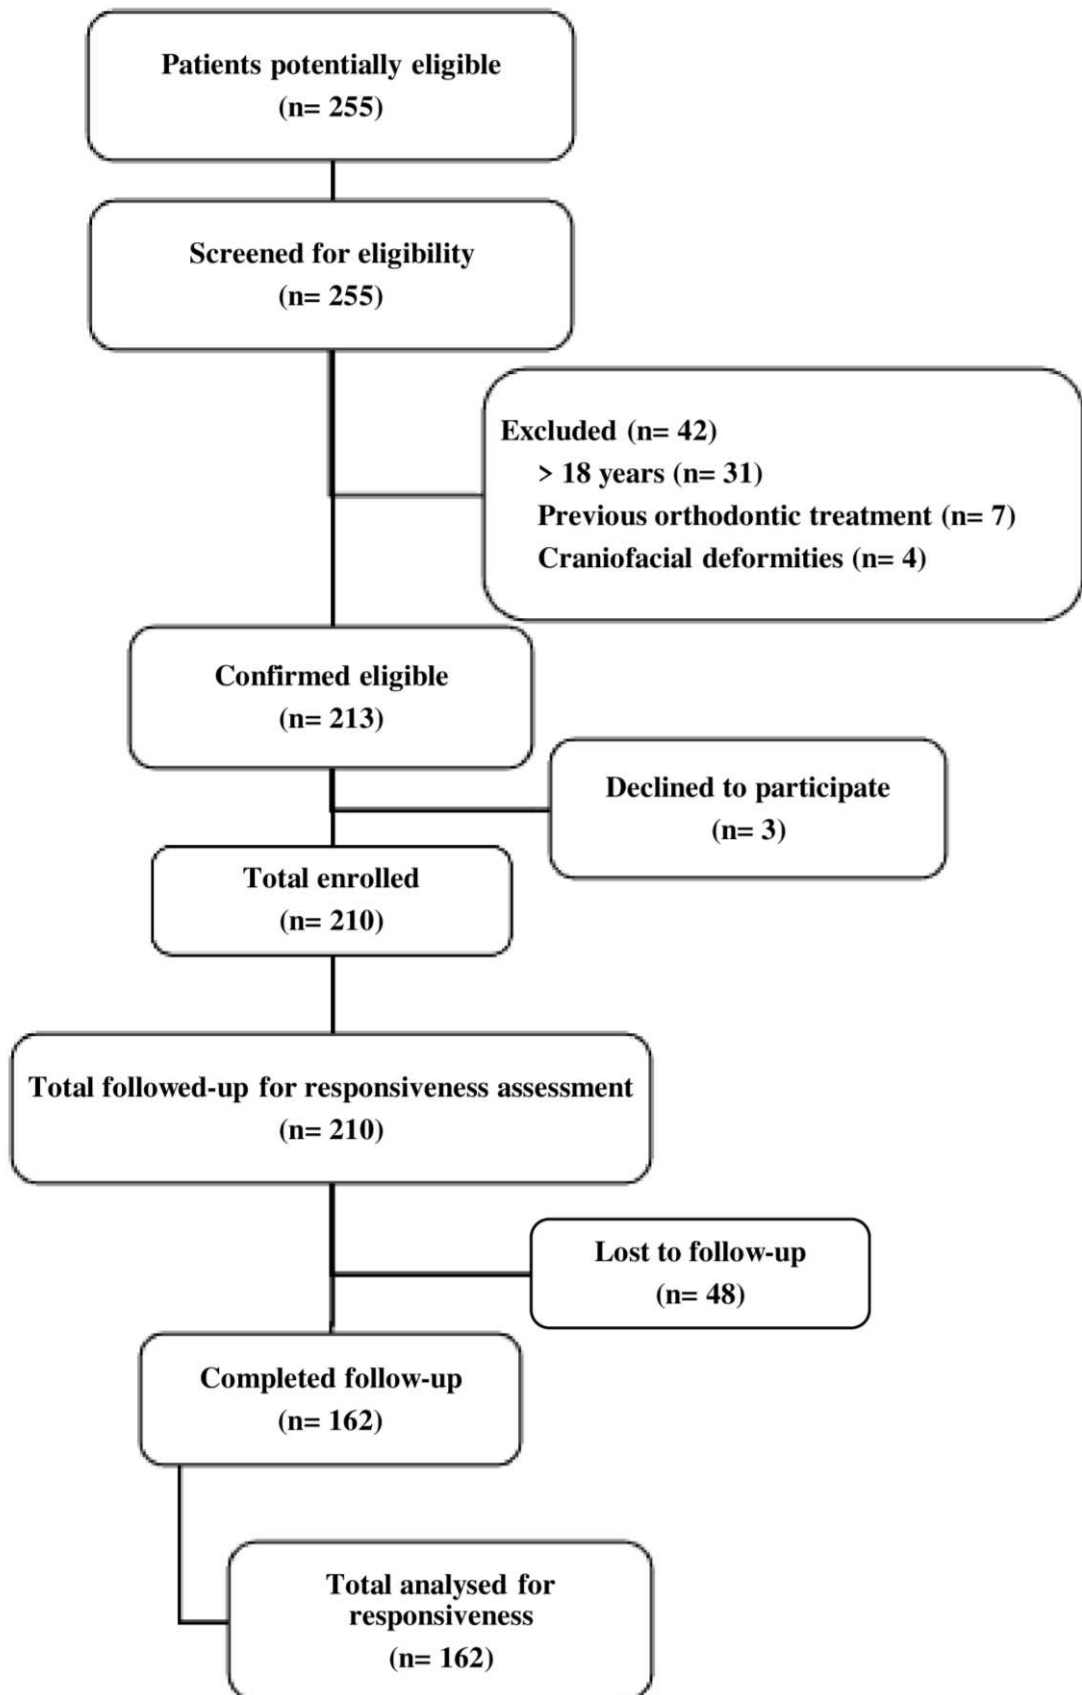 Patients potentially eligible
(n= 255)
Screened for eligibility
(n= 255)
Excluded (n= 42)
> 18 years (n= 31)
Previous orthodontic treatment (n= 7)
Craniofacial deformities (n= 4)
Confirmed eligible
(n= 213)
Declined to participate
(n= 3)
Total enrolled
(n= 210)
Total followed-up for responsiveness assessment
(n= 210)
Lost to follow-up
(n= 48)
Completed follow-up
(n= 162)
Total analysed for
responsiveness
(n= 162)